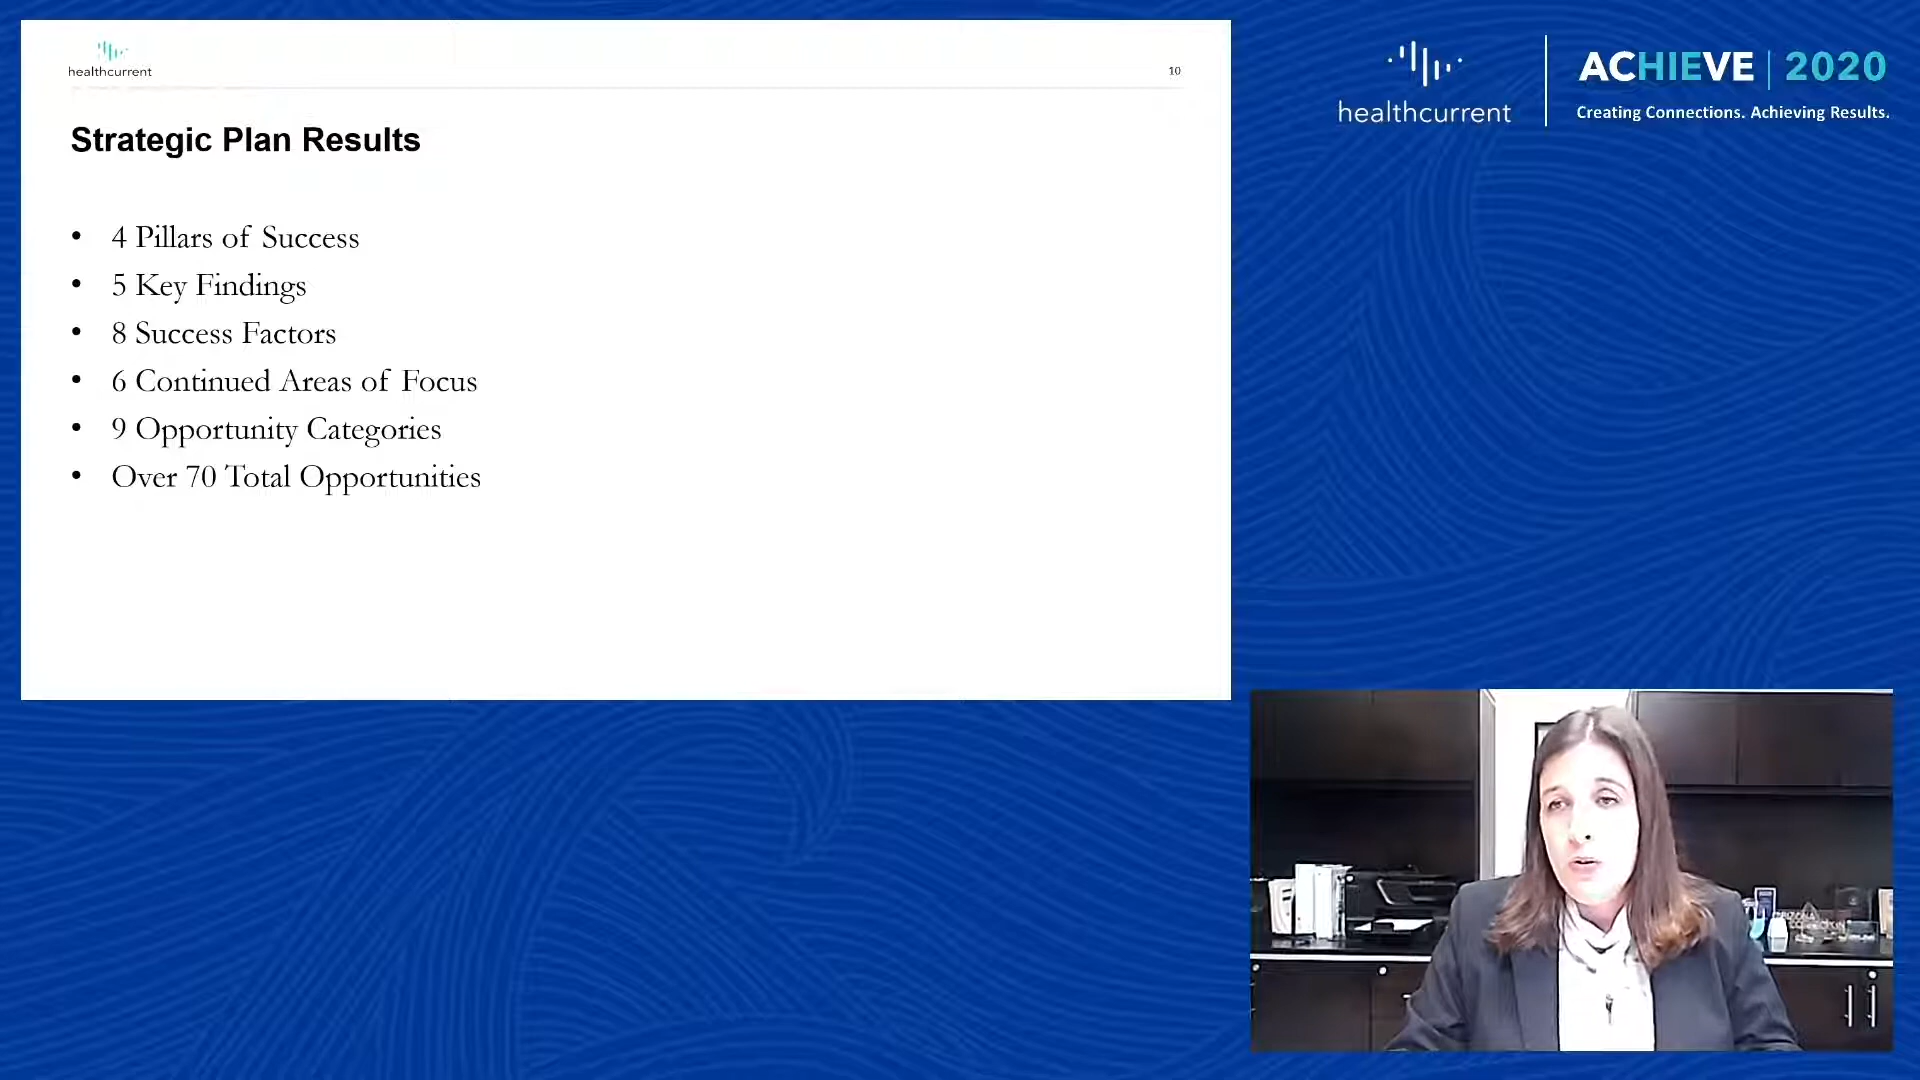 healthcurrent
10
Strategic Plan Results
• 4 Pillars of Success
• 5 Key Findings
• 8 Success Factors
• 6 Continued Areas of Focus
• 9 Opportunity Categories
• Over 70 Total Opportunities
healthcurrent
ACHIEVE | 2020
Creating Connections. Achieving Results.